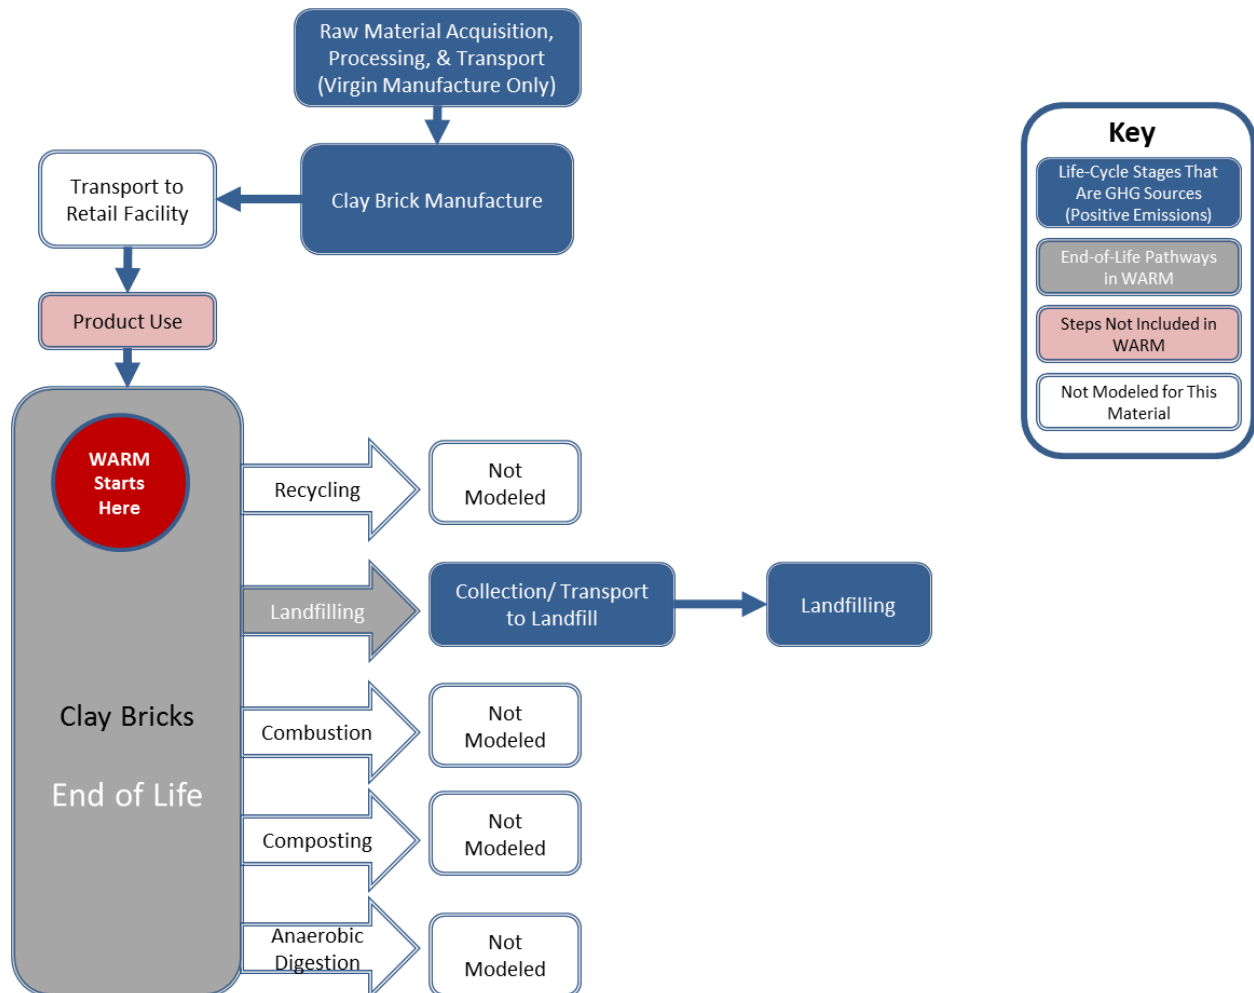 Raw Material Acquisition,
Processing, & Transport
(Virgin Manufacture Only)
Transport to
Retail Facility
Clay Brick Manufacture
Product Use
WARM
Starts
Here
Clay Bricks
End of Life
Recycling
Not
Modeled
Landfilling
Collection/ Transport
to Landfill
Landfilling
Combustion
Not
Modeled
Composting
Not
Modeled
Anaerobic
Digestion
Not
Modeled
Key
Life-Cycle Stages That
Are GHG Sources
(Positive Emissions)
End-of-Life Pathways
in WARM
Steps Not Included in
WARM
Not Modeled for This
Material